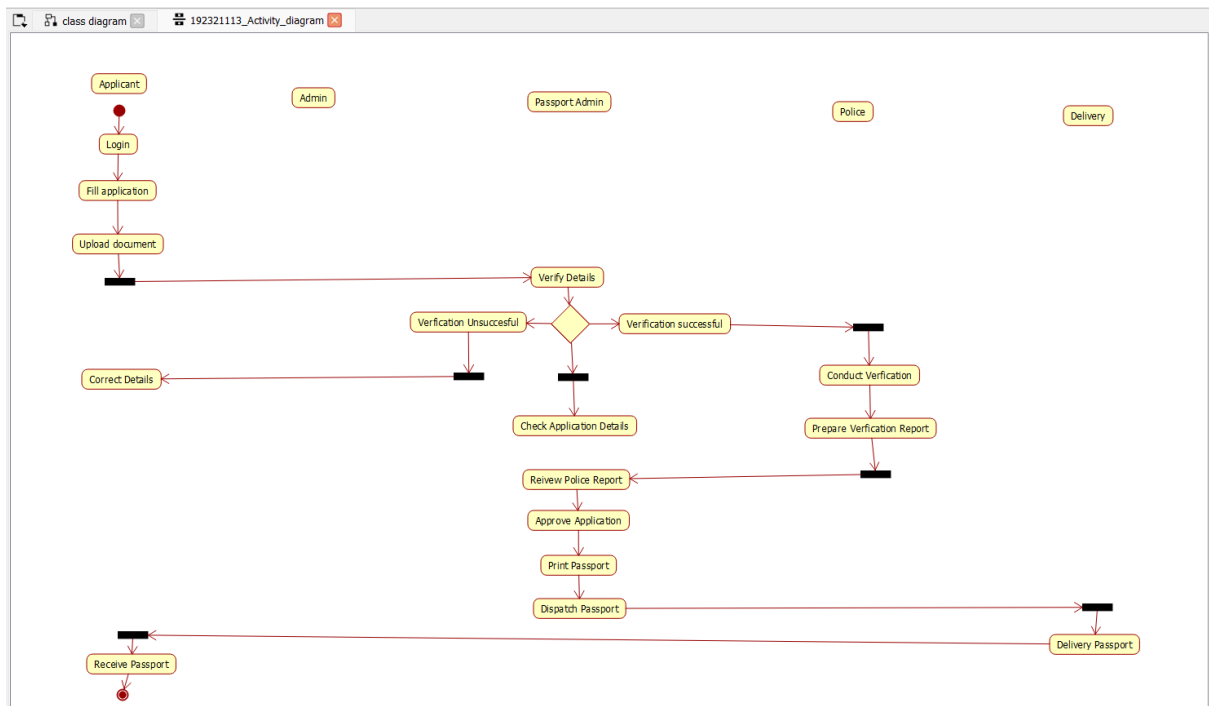 class diagram
192321113_Activity_diagram
Applicant
Admin
Passport Admin
Police
Delivery
Login
Fill application
Upload document
Verify Details
Verfication Unsuccesful
Verification successful
Correct Details
Conduct Verfication
Check Application Details
Prepare Verfication Report
Reivew Police Report
Approve Application
Print Passport
Dispatch Passport
Delivery Passport
Receive Passport